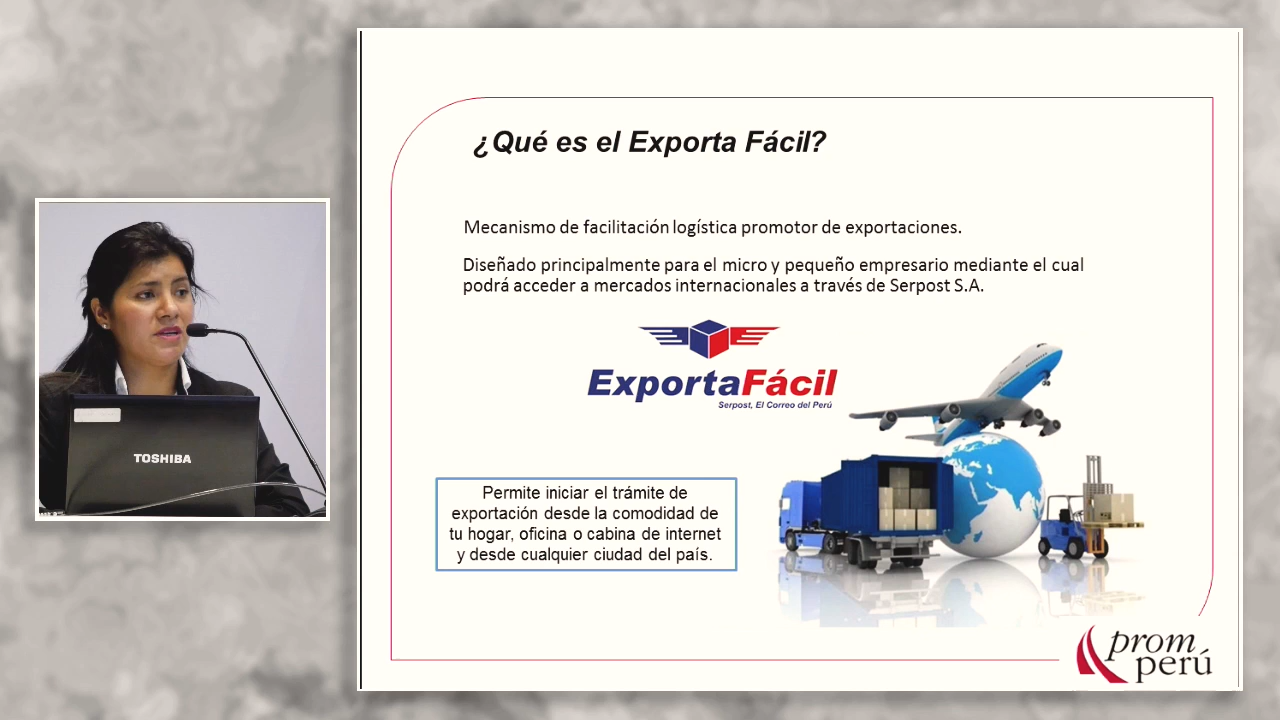 ¿Qué es el Exporta Fácil?
Mecanismo de facilitación logística promotor de exportaciones.
Diseñado principalmente para el micro y pequeño empresario mediante el cual
podrá acceder a mercados internacionales a través de Serpost S.A.
ExportaFácil
Serpost, El Correo del Perú
Permite iniciar el trámite de
exportación desde la comodidad de
tu hogar, oficina o cabina de internet
y desde cualquier ciudad del país.
TOSHIBA
prom
perú